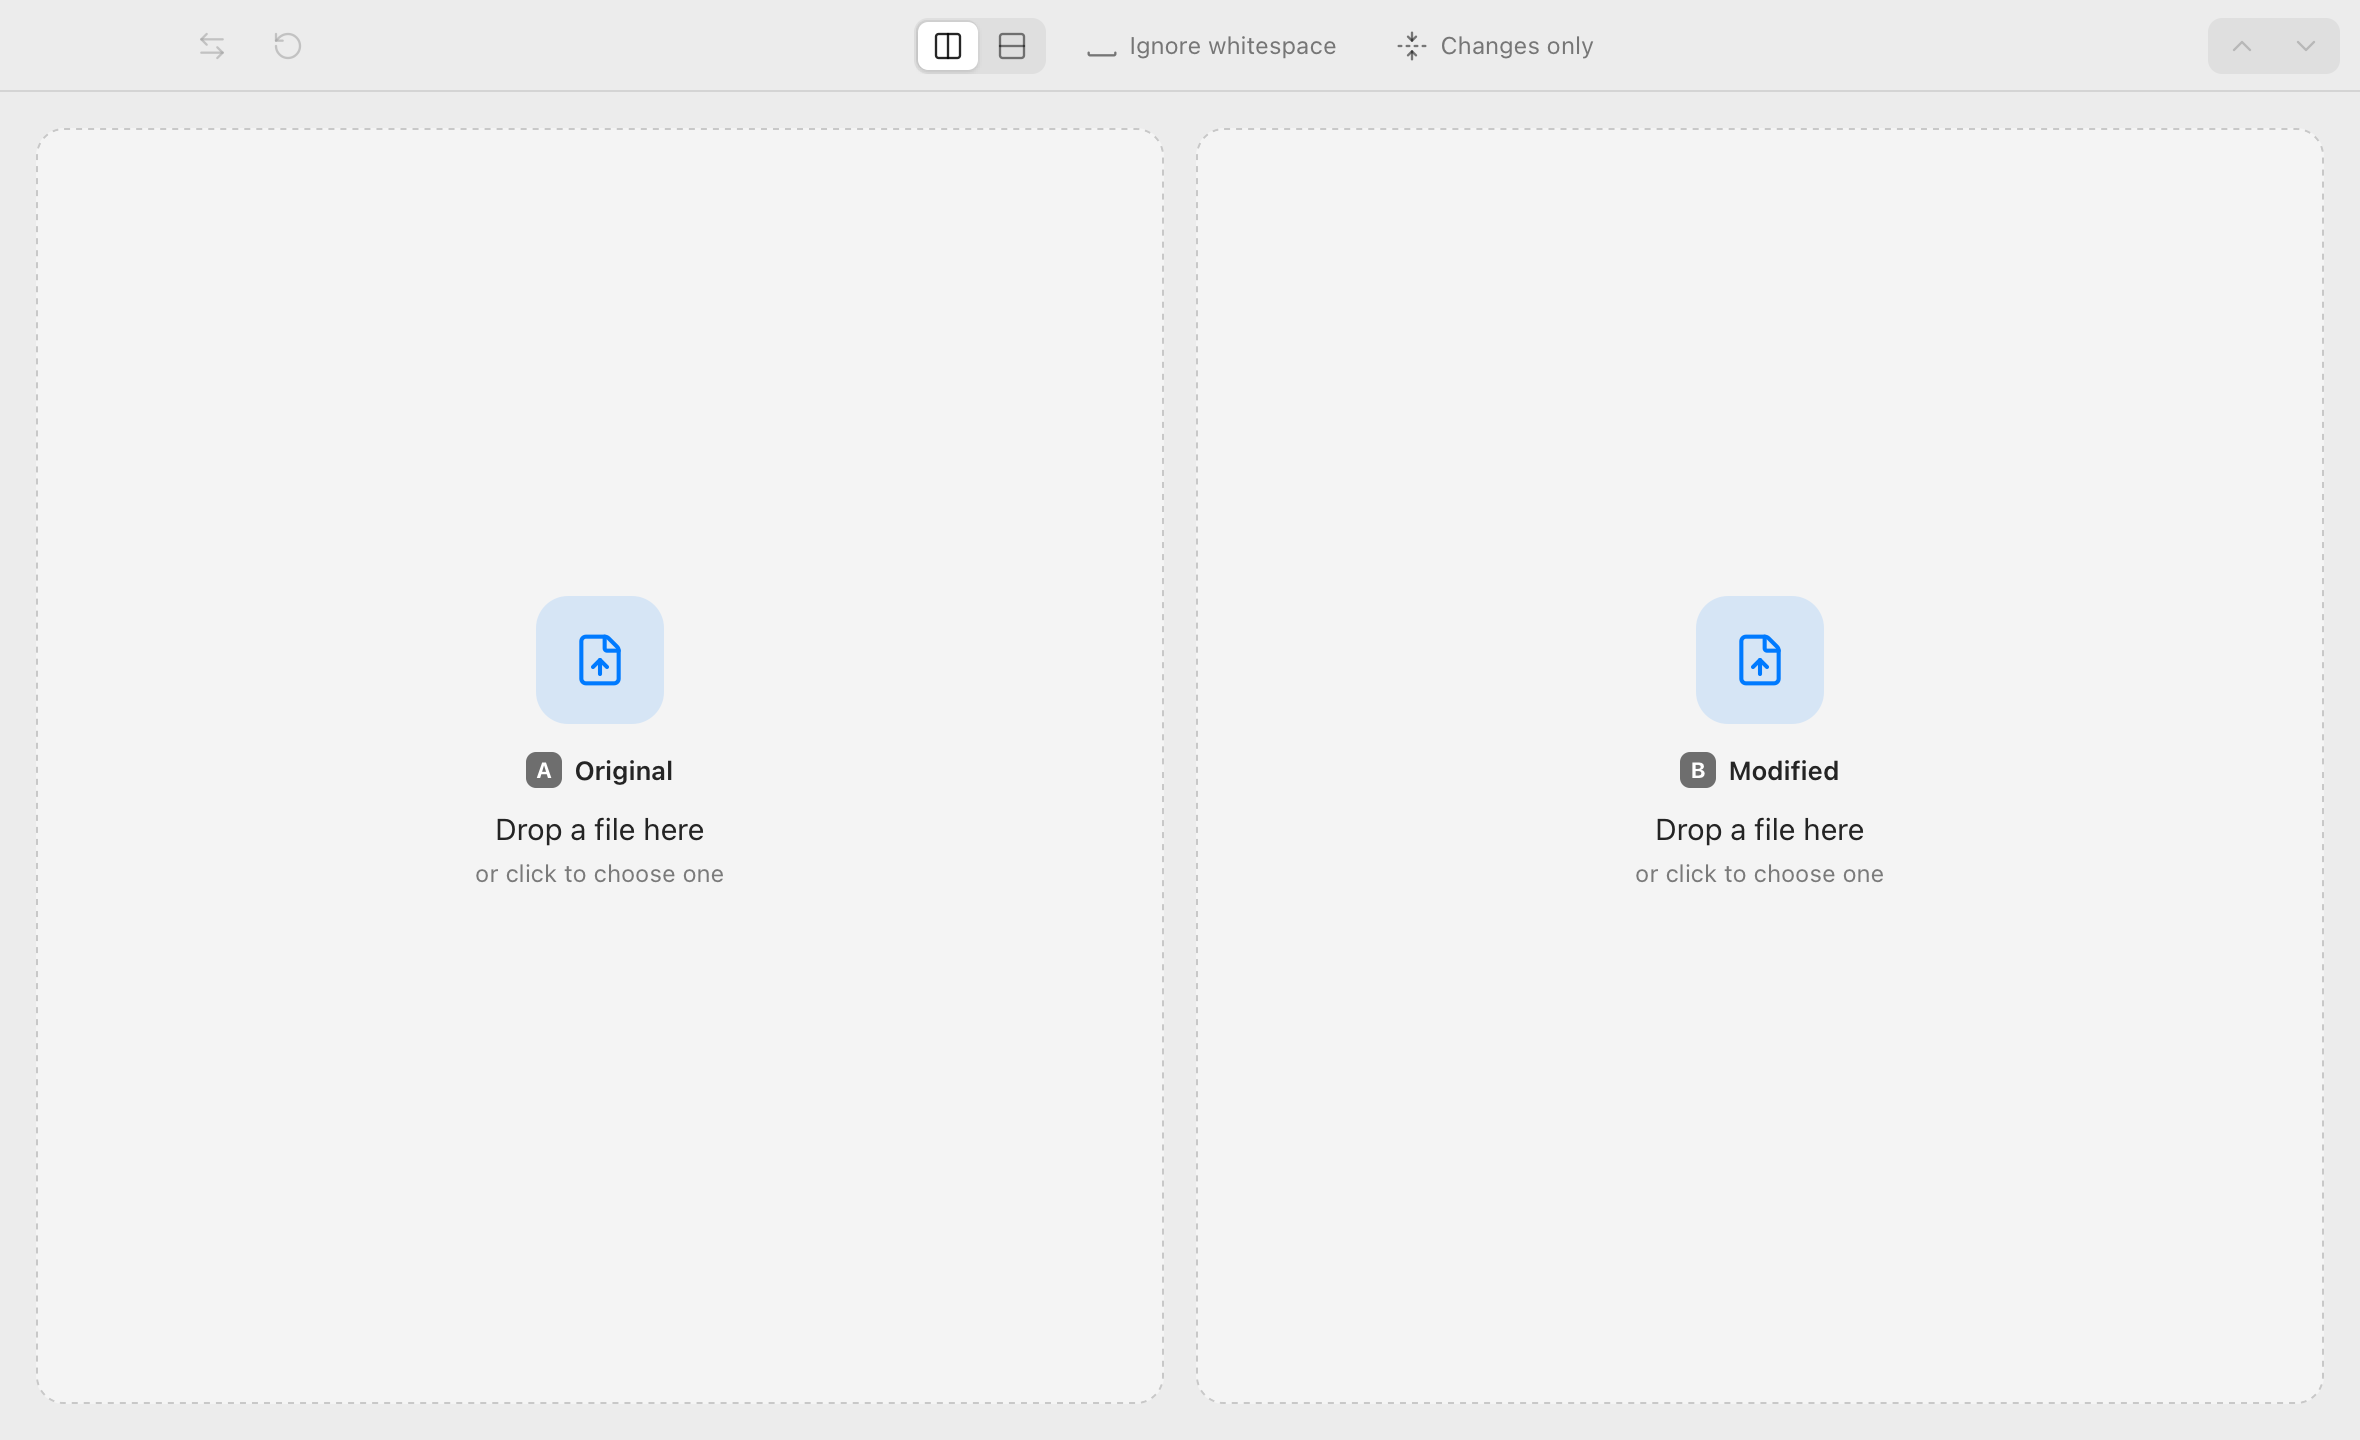 Ignore whitespace
Changes only
A Original
Drop a file here
or click to choose one
B Modified
Drop a file here
or click to choose one